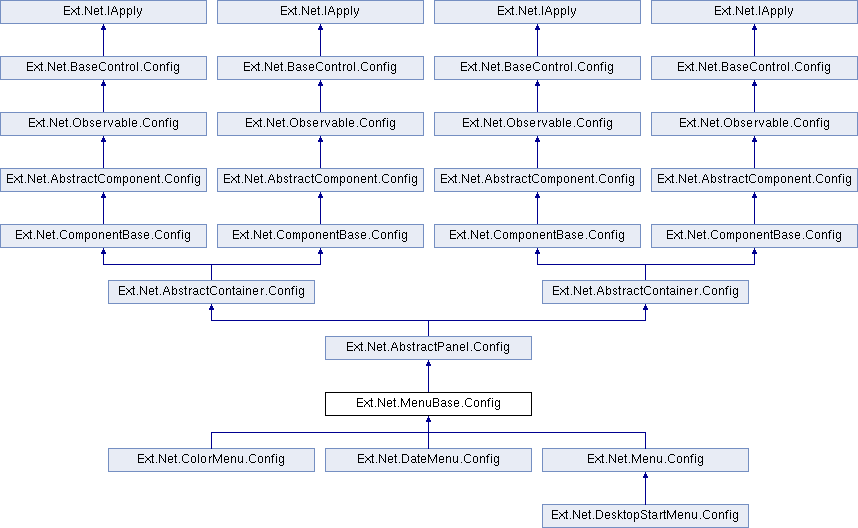 Ext.Net.IApply
Ext.Net.IApply
Ext.Net.IApply
Ext.Net.IApply
Ext.Net.BaseControl.Config
Ext.Net.BaseControl.Config
Ext.Net.BaseControl.Config
Ext.Net.BaseControl.Config
Ext.Net.Observable.Config
Ext.Net.Observable.Config
Ext.Net.Observable.Config
Ext.Net.Observable.Config
Ext.Net.AbstractComponent.Config
Ext.Net.AbstractComponent.Config
Ext.Net.AbstractComponent.Config
Ext.Net.AbstractComponent.Config
Ext.Net.ComponentBase.Config
Ext.Net.ComponentBase.Config
Ext.Net.ComponentBase.Config
Ext.Net.ComponentBase.Config
Ext.Net.AbstractContainer.Config
Ext.Net.AbstractContainer.Config
Ext.Net.AbstractPanel.Config
Ext.Net.MenuBase.Config
Ext.Net.ColorMenu.Config
Ext.Net.DateMenu.Config
Ext.Net.Menu.Config
Ext.Net.DesktopStartMenu.Config